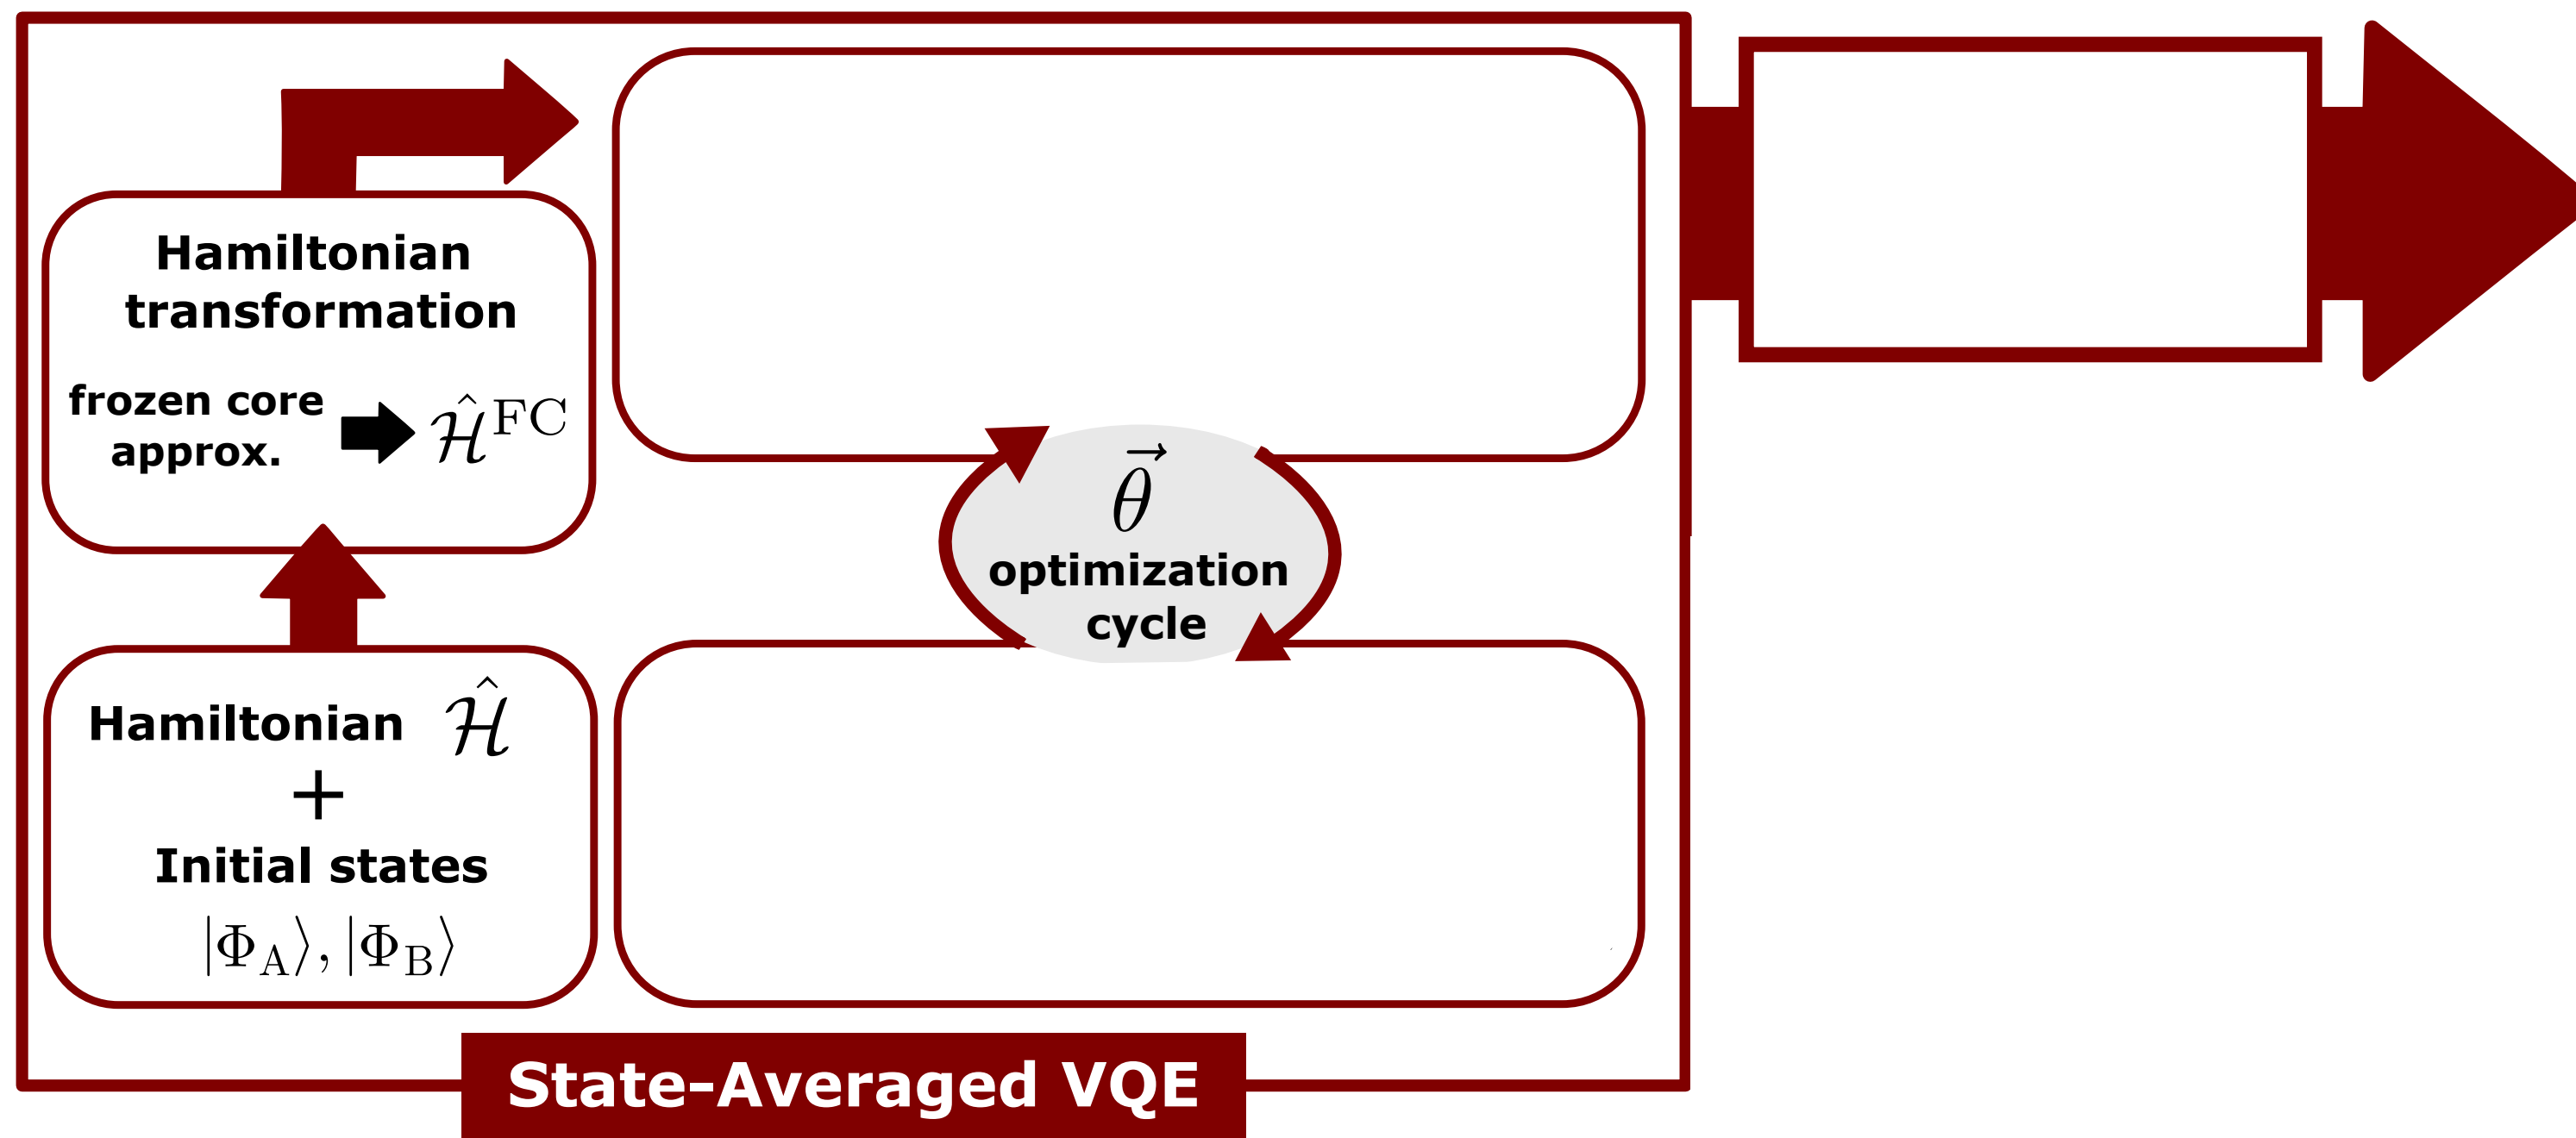 Hamiltonian
transformation
frozen core
approx.
$\hat{\mathcal{H}}^{\mathrm{FC}}$
Hamiltonian $\hat{\mathcal{H}}$
+
Initial states
$|\Phi_{\mathrm{A}}\rangle, |\Phi_{\mathrm{B}}\rangle$
$\vec{\theta}$
optimization
cycle
State-Averaged VQE